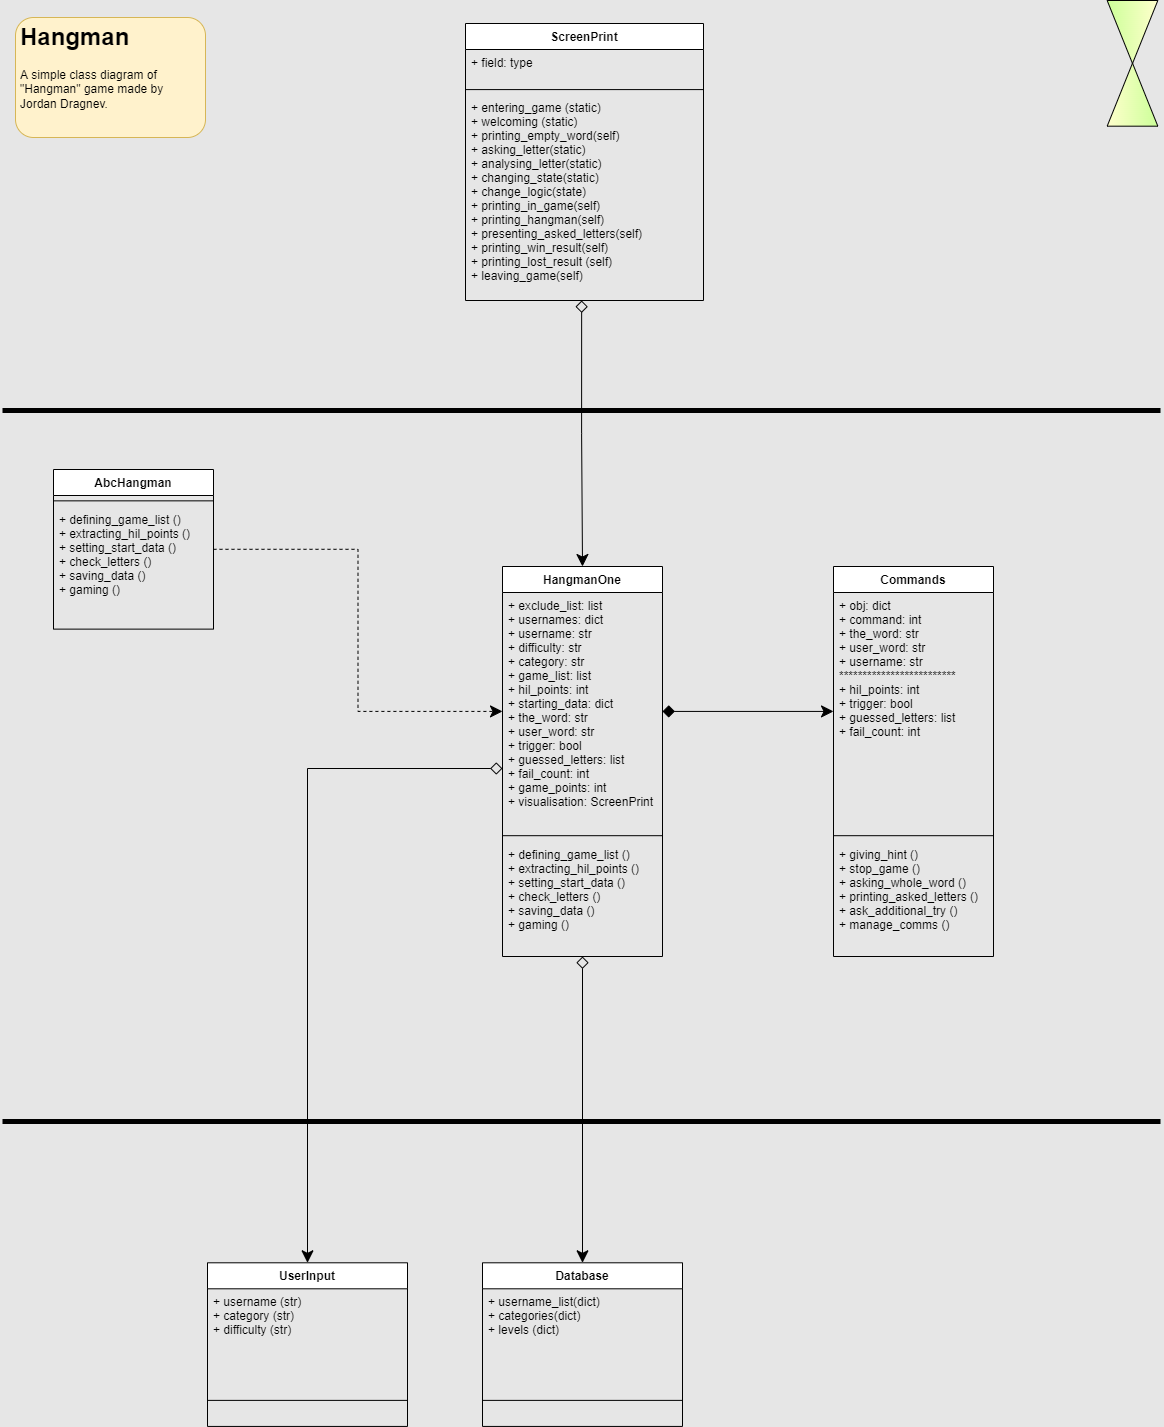 Hangman
A simple class diagram of
"Hangman" game made by
Jordan Dragnev.
ScreenPrint
+ field: type
+ entering_game (static)
+ welcoming (static)
+ printing_empty_word(self)
+ asking_letter(static)
+ analysing_letter(static)
+ changing_state(static)
+ change_logic(state)
+ printing_in_game(self)
+ printing_hangman(self)
+ presenting_asked_letters(self)
+ printing_win_result(self)
+ printing_lost_result (self)
+ leaving_game(self)
AbcHangman
+ defining_game_list ()
+ extracting_hil_points ()
+ setting_start_data ()
+ check_letters ()
+ saving_data ()
+ gaming ()
HangmanOne
+ exclude_list: list
+ usernames: dict
+ username: str
+ difficulty: str
+ category: str
+ game_list: list
+ hil_points: int
+ starting_data: dict
+ the_word: str
+ user_word: str
+ trigger: bool
+ guessed_letters: list
+ fail_count: int
+ game_points: int
+ visualisation: ScreenPrint
+ defining_game_list ()
+ extracting_hil_points ()
+ setting_start_data ()
+ check_letters ()
+ saving_data ()
+ gaming ()
Commands
+ obj: dict
+ command: int
+ the_word: str
+ user_word: str
+ username: str
*************************
+ hil_points: int
+ trigger: bool
+ guessed_letters: list
+ fail_count: int
+ giving_hint ()
+ stop_game ()
+ asking_whole_word ()
+ printing_asked_letters ()
+ ask_additional_try ()
+ manage_comms ()
UserInput
+ username (str)
+ category (str)
+ difficulty (str)
Database
+ username_list(dict)
+ categories(dict)
+ levels (dict)